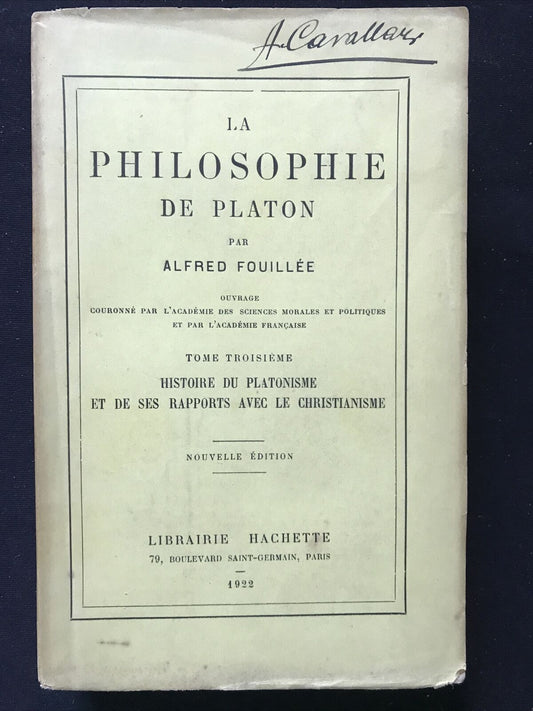 LA
PHILOSOPHIE
DE PLATON
PAR
ALFRED FOUILLÉE
OUVRAGE
COURONNÉ PAR L'ACADÉMIE DES SCIENCES MORALES ET POLITIQUES
ET PAR L'ACADÉMIE FRANÇAISE
TOME TROISIÈME
HISTOIRE DU PLATONISME
ET DE SES RAPPORTS AVEC LE CHRISTIANISME
NOUVELLE ÉDITION
LIBRAIRIE HACHETTE
79, BOULEVARD SAINT-GERMAIN, PARIS
1922